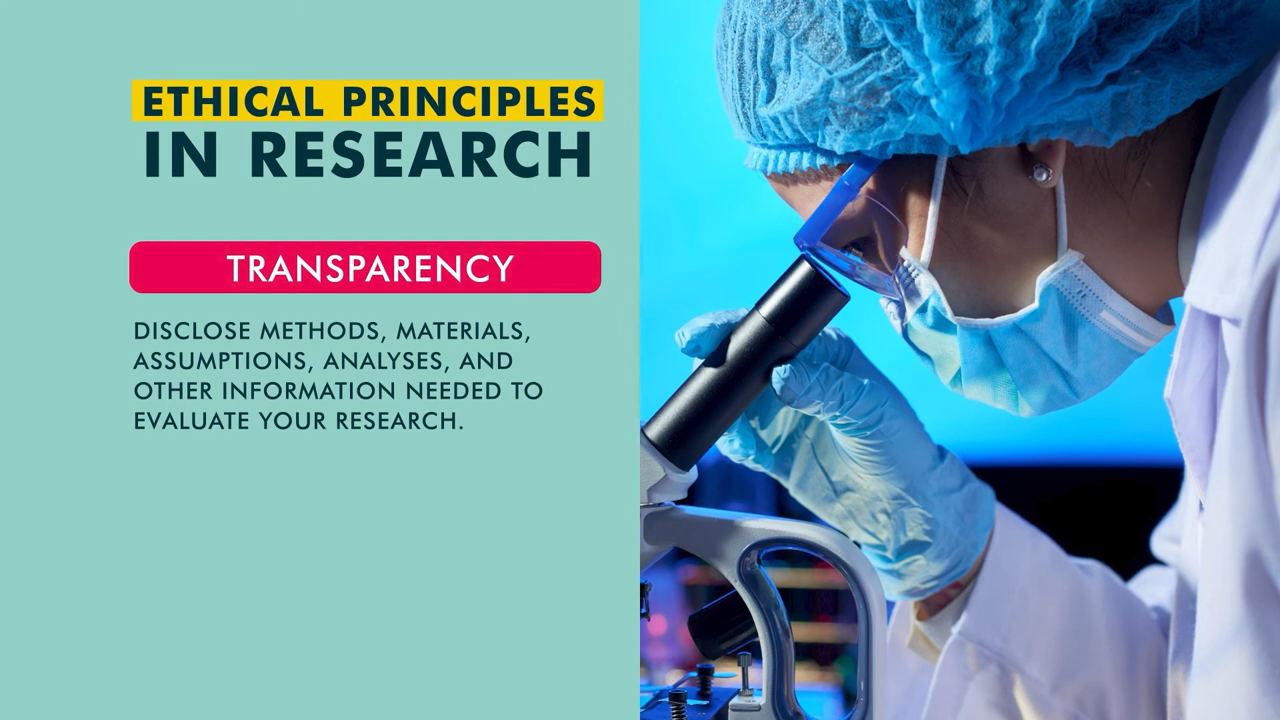 ETHICAL PRINCIPLES
IN RESEARCH
TRANSPARENCY
DISCLOSE METHODS, MATERIALS,
ASSUMPTIONS, ANALYSES, AND
OTHER INFORMATION NEEDED TO
EVALUATE YOUR RESEARCH.